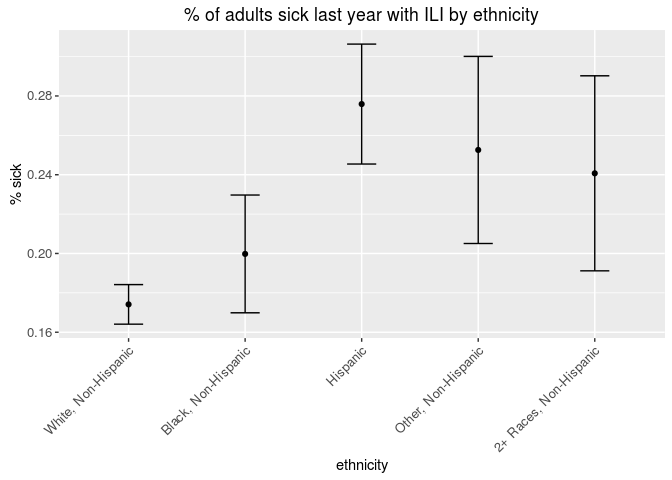 % of adults sick last year with ILI by ethnicity
% sick
0.28
0.24
0.20
0.16
White, Non-Hispanic
Black, Non-Hispanic
Hispanic
Other, Non-Hispanic
2+ Races, Non-Hispanic
ethnicity